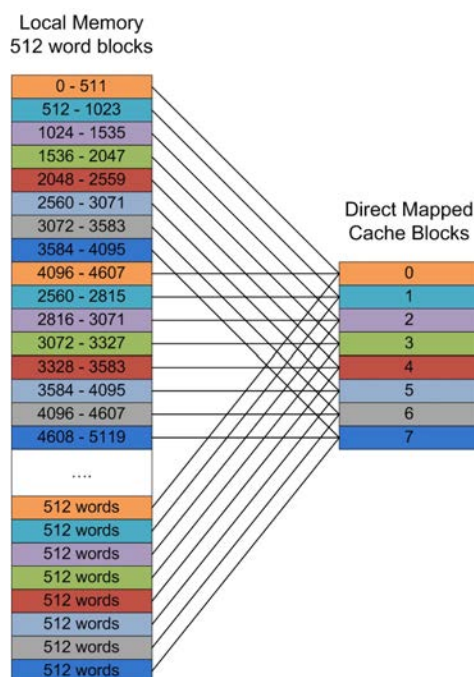 Local Memory
512 word blocks
0 - 511
512 - 1023
1024 - 1535
1536 - 2047
2048 - 2559
2560 - 3071
3072 - 3583
3584 - 4095
4096 - 4607
2560 - 2815
2816 - 3071
3072 - 3327
3328 - 3583
3584 - 4095
4096 - 4607
4608 - 5119
....
512 words
512 words
512 words
512 words
512 words
512 words
512 words
512 words
Direct Mapped
Cache Blocks
0
1
2
3
4
5
6
7